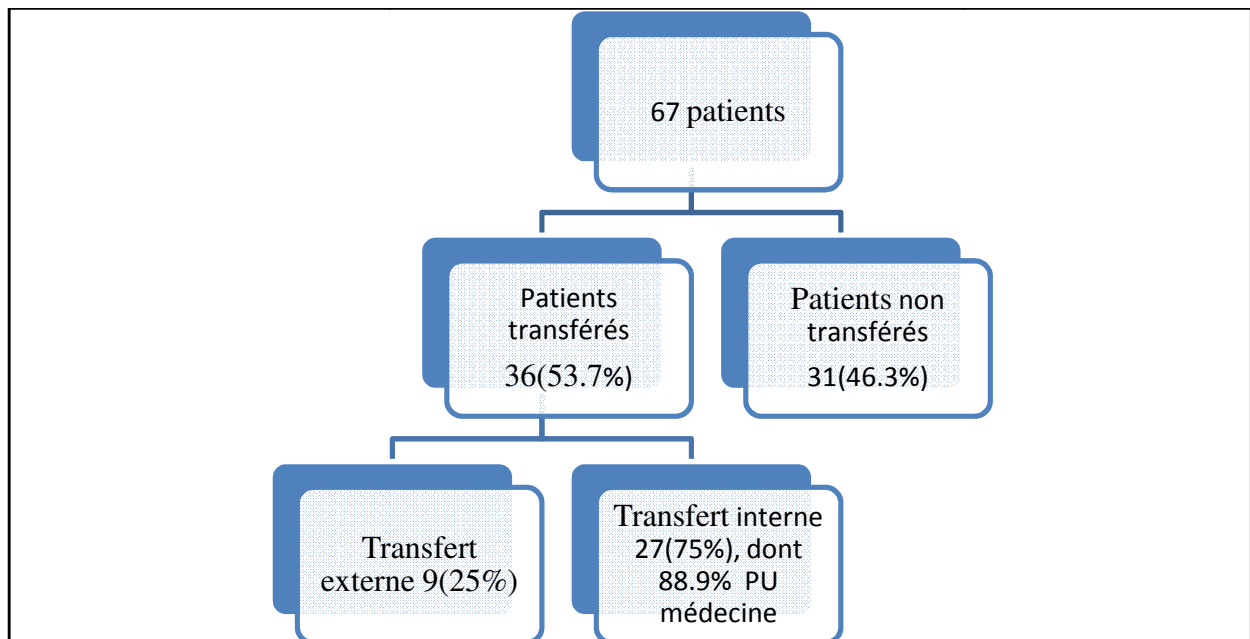 67 patients
Patients
transférés
36(53.7%)
Patients non
transférés
31(46.3%)
Transfert
externe 9(25%)
Transfert interne
27(75%), dont
88.9% PU
médecine